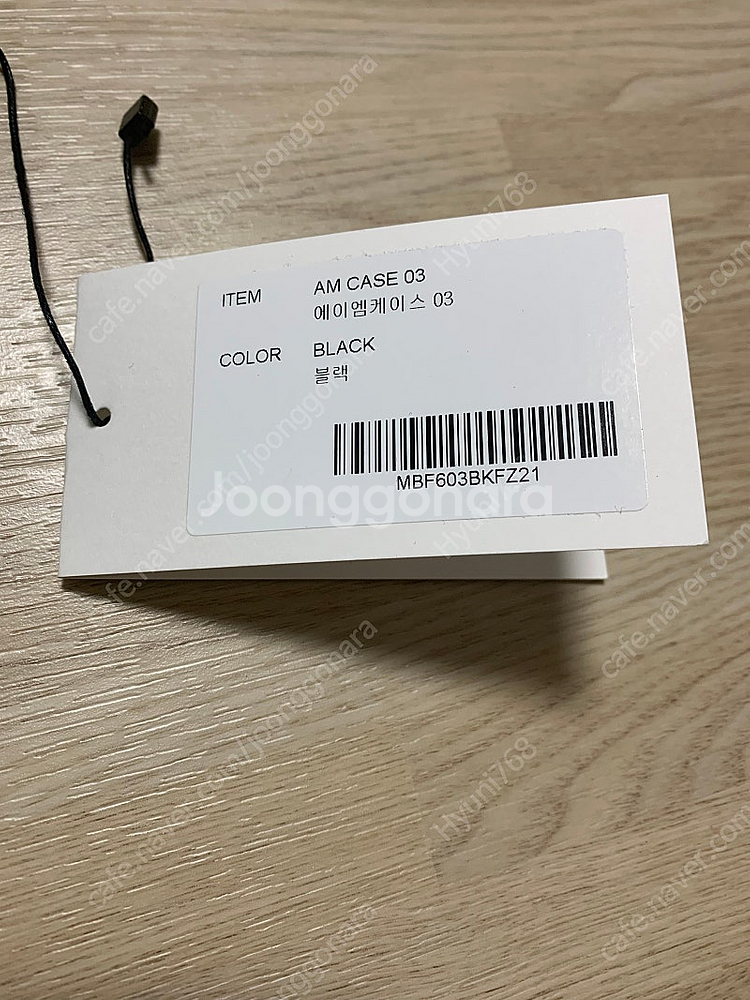 ITEM AM CASE 03
에이엠케이스 03
COLOR BLACK
블랙
MBF603BKFZ21
Joonggonara
cafe.naver.com/joonggonara
Hyuni768